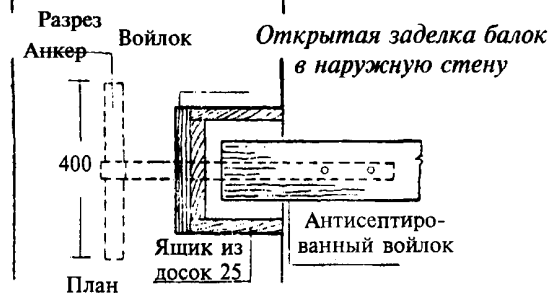 Разрез
Анкер
Войлок
Открытая заделка балок
в наружную стену
400
Антисептиро-
ванный войлок
Ящик из
досок 25
План